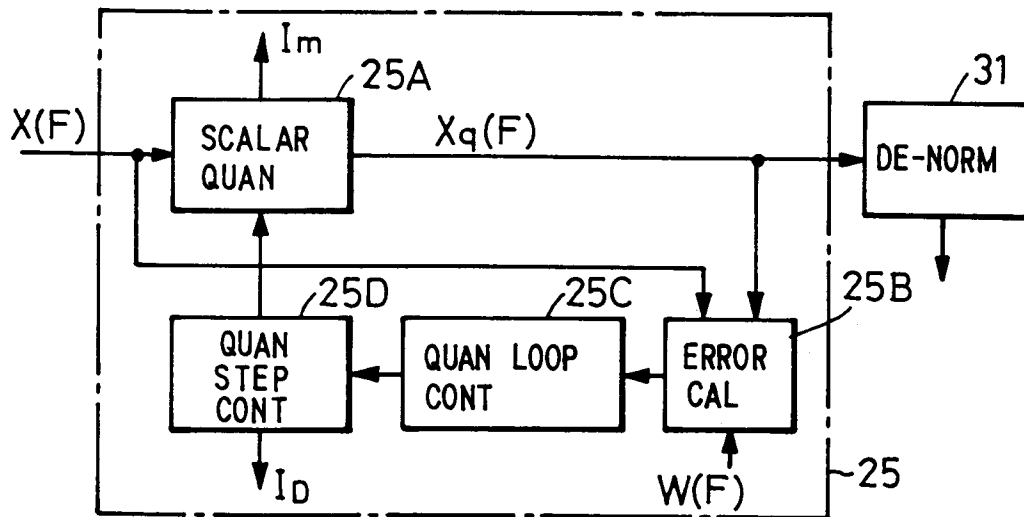 Im
25A
31
X(F)
SCALAR
QUAN
Xq(F)
DE-NORM
25D
25C
25B
QUAN
STEP
CONT
QUAN LOOP
CONT
ERROR
CAL
ID
W(F)
25